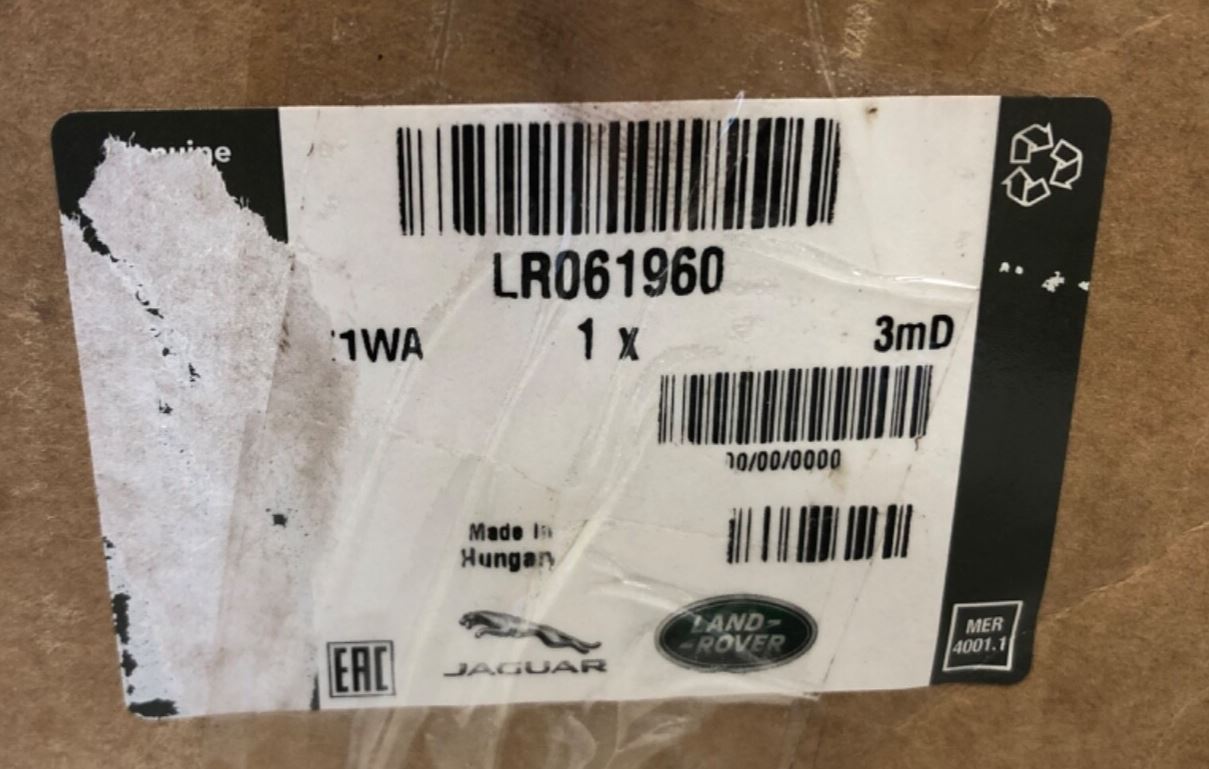 LR061960
1WA 1 x 3mD
00/00/0000
Made In
Hungary
JAGUAR
LAND-
-ROVER
EAC
MER
4001.1